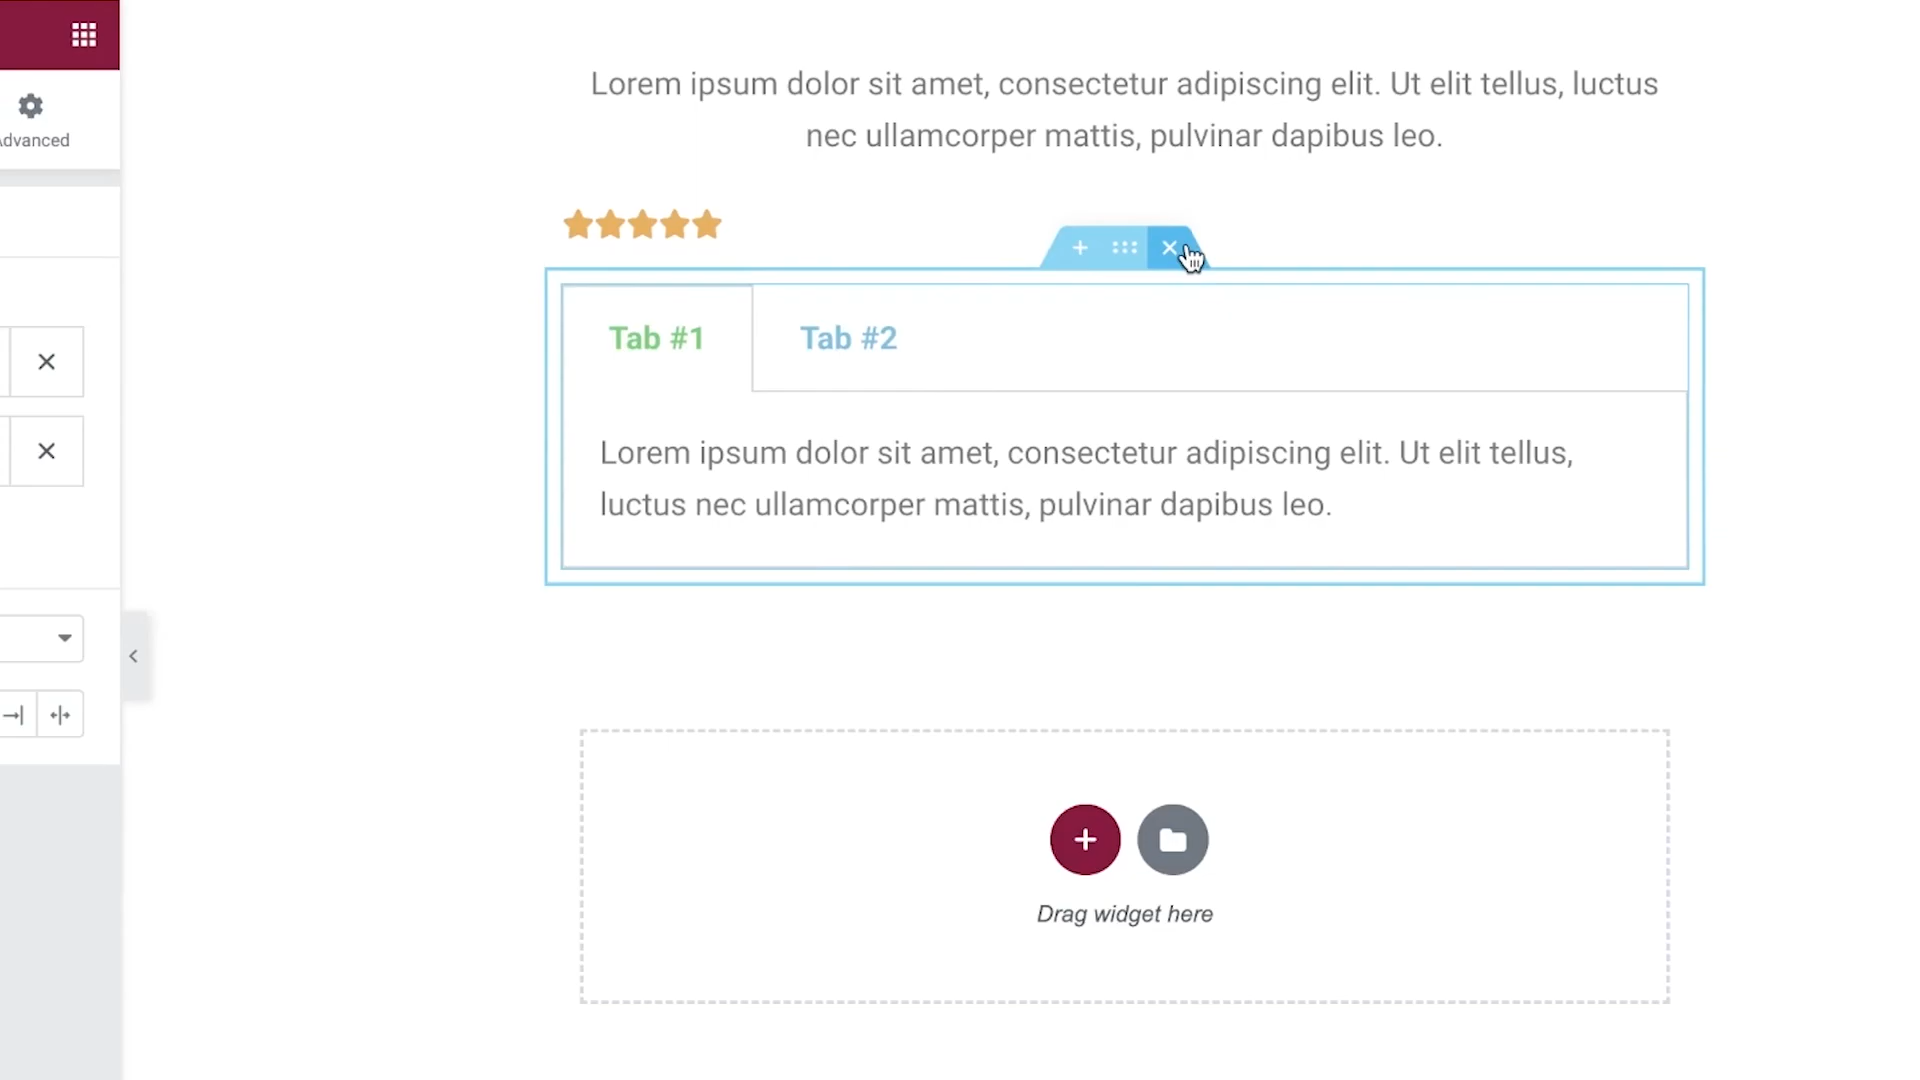 Advanced
Lorem ipsum dolor sit amet, consectetur adipiscing elit. Ut elit tellus, luctus
nec ullamcorper mattis, pulvinar dapibus leo.
Tab #1
Tab #2
Lorem ipsum dolor sit amet, consectetur adipiscing elit. Ut elit tellus,
luctus nec ullamcorper mattis, pulvinar dapibus leo.
Drag widget here